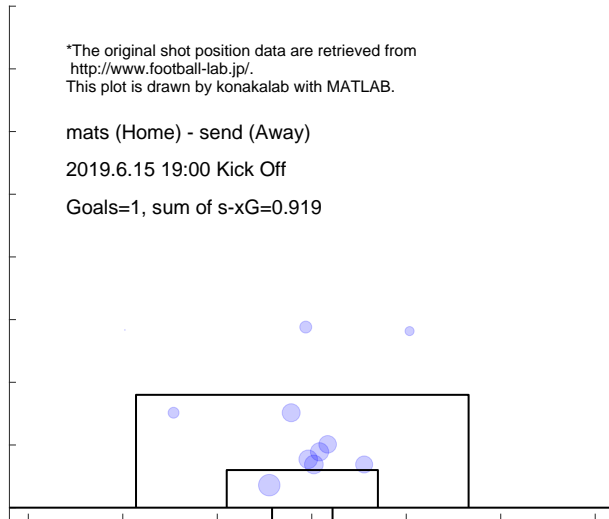 *The original shot position data are retrieved from
http://www.football-lab.jp/.
This plot is drawn by konakalab with MATLAB.
mats (Home) - send (Away)
2019.6.15 19:00 Kick Off
Goals=1, sum of s-xG=0.919